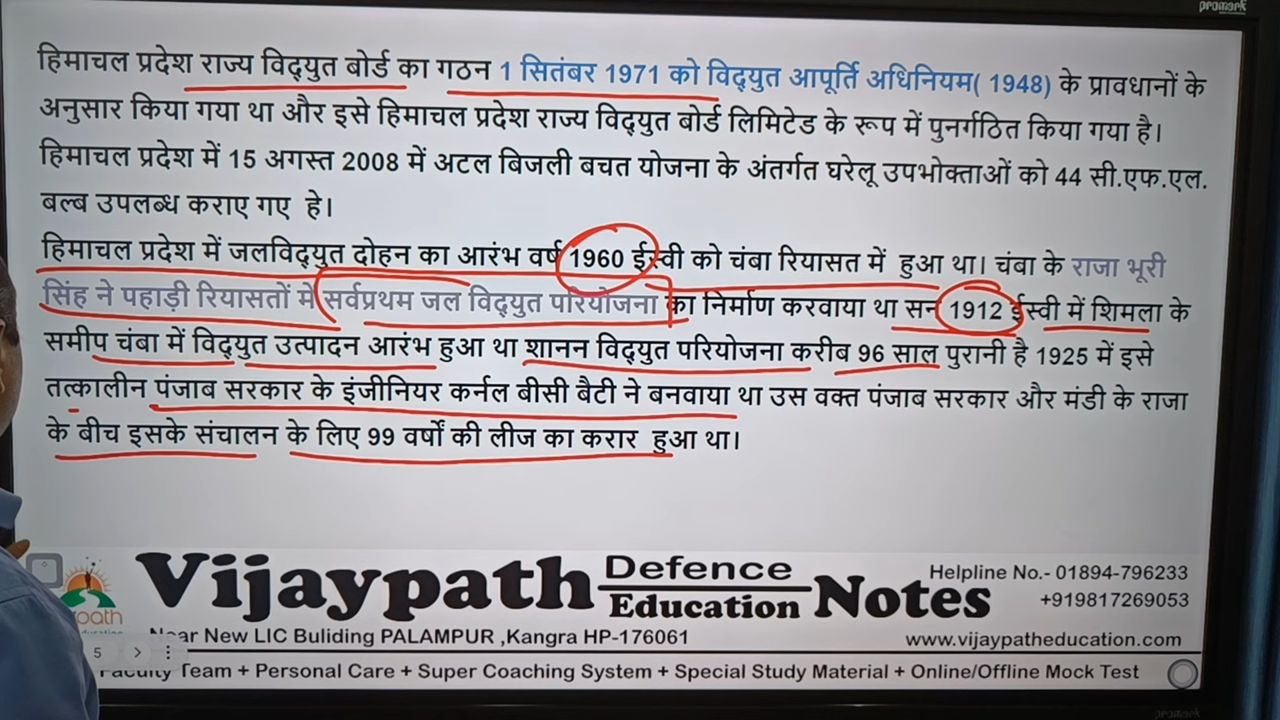 promark
हिमाचल प्रदेश राज्य विद्युत बोर्ड का गठन 1 सितंबर 1971 को विद्युत आपूर्ति अधिनियम( 1948) के प्रावधानों के
अनुसार किया गया था और इसे हिमाचल प्रदेश राज्य विद्युत बोर्ड लिमिटेड के रूप में पुनर्गठित किया गया है।
हिमाचल प्रदेश में 15 अगस्त 2008 में अटल बिजली बचत योजना के अंतर्गत घरेलू उपभोक्ताओं को 44 सी.एफ.एल.
बल्ब उपलब्ध कराए गए हे।
हिमाचल प्रदेश में जलविद्युत दोहन का आरंभ वर्ष 1960 ईस्वी को चंबा रियासत में हुआ था। चंबा के राजा भूरी
सिंह ने पहाड़ी रियासतों में सर्वप्रथम जल विद्युत परियोजना का निर्माण करवाया था सन 1912 ईस्वी में शिमला के
समीप चंबा में विद्युत उत्पादन आरंभ हुआ था शानन विद्युत परियोजना करीब 96 साल पुरानी है 1925 में इसे
तत्कालीन पंजाब सरकार के इंजीनियर कर्नल बीसी बैटी ने बनवाया था उस वक्त पंजाब सरकार और मंडी के राजा
के बीच इसके संचालन के लिए 99 वर्षों की लीज का करार हुआ था।
Vijaypath Defence Education Notes
Helpline No.- 01894-796233
+919817269053
path
Near New LIC Buliding PALAMPUR ,Kangra HP-176061
www.vijaypatheducation.com
5
Faculty Team + Personal Care + Super Coaching System + Special Study Material + Online/Offline Mock Test
promark